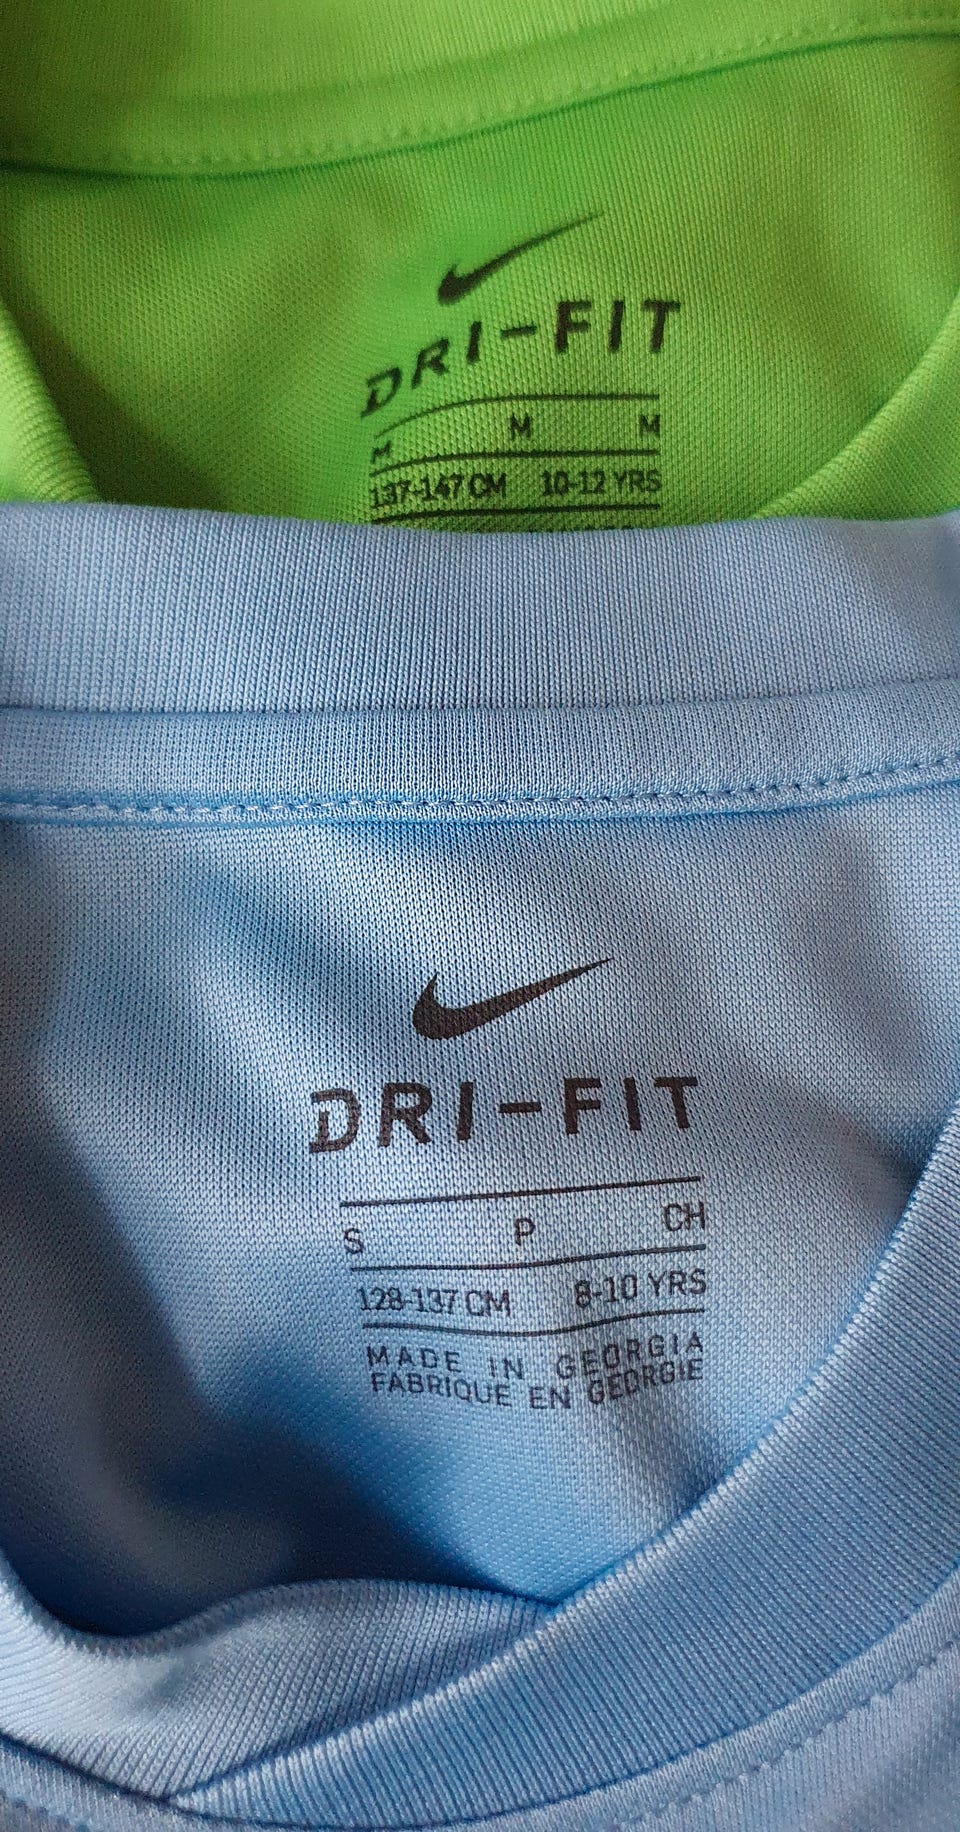 DRI-FIT
M M M
137-147 CM 10-12 YRS
DRI-FIT
S P CH
128-137 CM 8-10 YRS
MADE IN GEORGIA
FABRIQUE EN GEORGIE